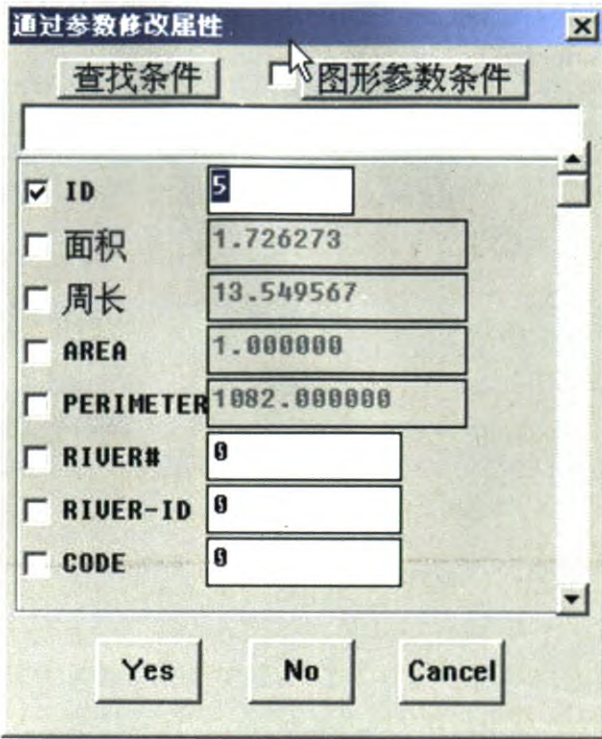 通过参数修改属性
查找条件 图形参数条件
ID 5
面积 1.726273
周长 13.549567
AREA 1.000000
PERIMETER 1082.000000
RIVER# 0
RIVER-ID 0
CODE 0
Yes No Cancel